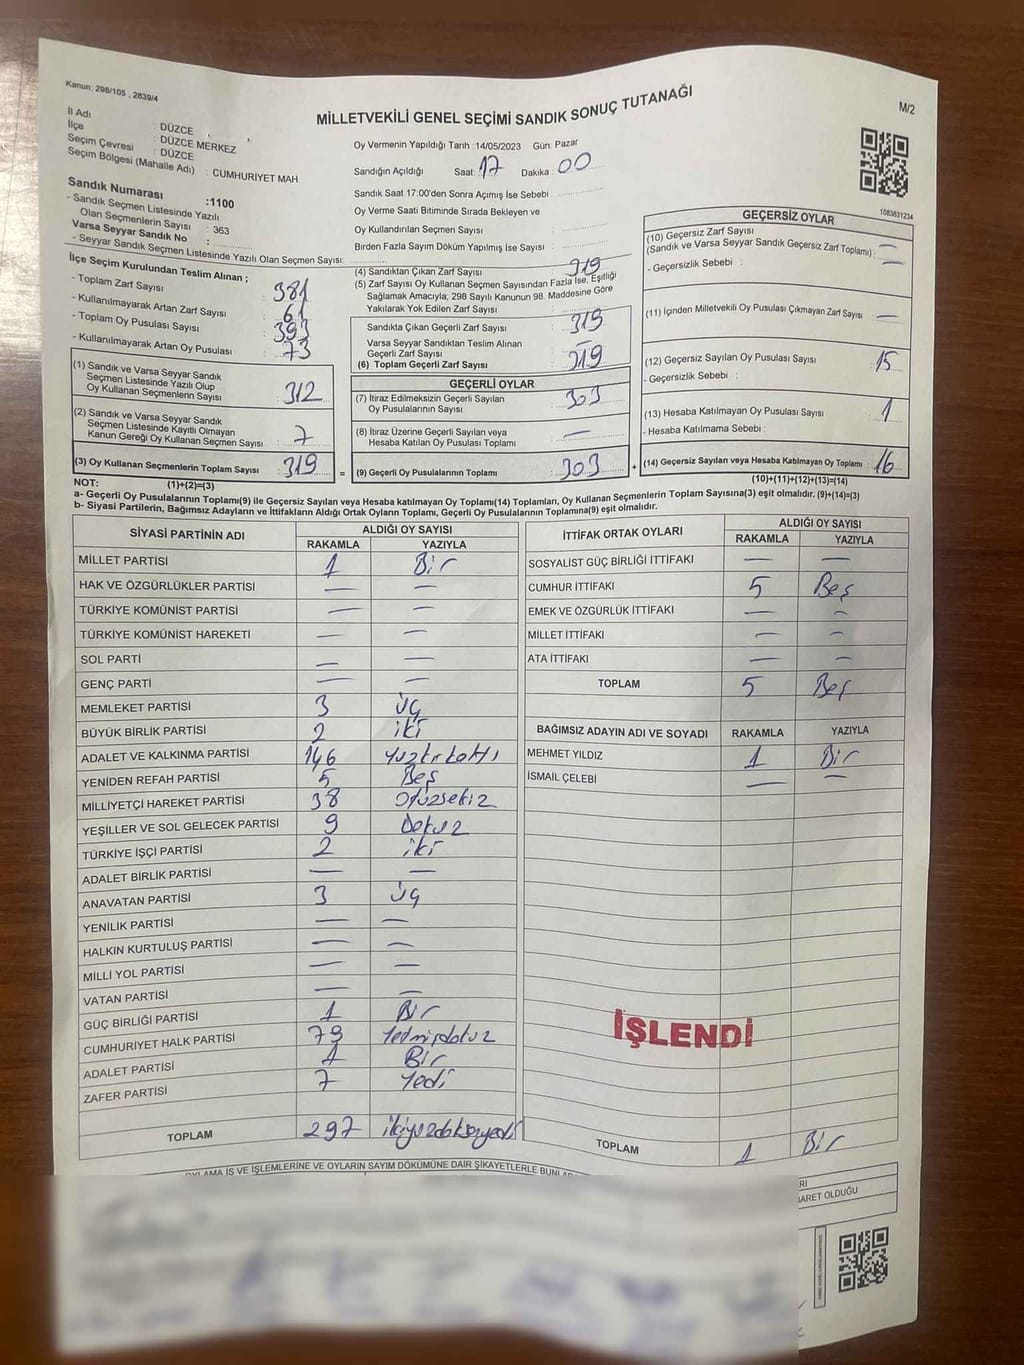 Kanun; 298/105 , 2839/4
M/2
MİLLETVEKİLİ GENEL SEÇİMİ SANDIK SONUÇ TUTANAĞI
İl Adı : DÜZCE
İlçe : DÜZCE MERKEZ
Seçim Çevresi : DÜZCE
Seçim Bölgesi (Mahalle Adı) : CUMHURİYET MAH
Sandık Numarası :1100
- Sandık Seçmen Listesinde Yazılı
Olan Seçmenlerin Sayısı : 363
Varsa Seyyar Sandık No :
- Seyyar Sandık Seçmen Listesinde Yazılı Olan Seçmen Sayısı:
Oy Vermenin Yapıldığı Tarih : 14/05/2023 Gün: Pazar
Sandığın Açıldığı Saat: 17 Dakika : 00
Sandık Saat 17:00'den Sonra Açımış İse Sebebi :
Oy Verme Saati Bitiminde Sırada Bekleyen ve
Oy Kullandırılan Seçmen Sayısı :
Birden Fazla Sayım Döküm Yapılmış İse Sayısı :
1083631234
İlçe Seçim Kurulundan Teslim Alınan ;
- Toplam Zarf Sayısı : 381
- Kullanılmayarak Artan Zarf Sayısı : 61
- Toplam Oy Pusulası Sayısı : 393
- Kullanılmayarak Artan Oy Pusulası : 73
(1) Sandık ve Varsa Seyyar Sandık
Seçmen Listesinde Yazılı Olup
Oy Kullanan Seçmenlerin Sayısı : 312
(2) Sandık ve Varsa Seyyar Sandık
Seçmen Listesinde Kayıtlı Olmayan
Kanun Gereği Oy Kullanan Seçmen Sayısı : 7
(3) Oy Kullanan Seçmenlerin Toplam Sayısı : 319
(1)+(2)=(3)
(4) Sandıktan Çıkan Zarf Sayısı : 319
(5) Zarf Sayısı Oy Kullanan Seçmen Sayısından Fazla İse, Eşitliği
Sağlamak Amacıyla; 298 Sayılı Kanunun 98. Maddesine Göre
Yakılarak Yok Edilen Zarf Sayısı :
Sandıkta Çıkan Geçerli Zarf Sayısı : 319
Varsa Seyyar Sandıktan Teslim Alınan
Geçerli Zarf Sayısı : —
(6) Toplam Geçerli Zarf Sayısı : 319
GEÇERLİ OYLAR
(7) İtiraz Edilmeksizin Geçerli Sayılan
Oy Pusulalarının Sayısı : 303
(8) İtiraz Üzerine Geçerli Sayılan veya
Hesaba Katılan Oy Pusulası Toplamı : —
= (9) Geçerli Oy Pusulalarının Toplamı : 303
GEÇERSİZ OYLAR
(10) Geçersiz Zarf Sayısı
(Sandık ve Varsa Seyyar Sandık Geçersiz Zarf Toplamı) : —
- Geçersizlik Sebebi : —
(11) İçinden Milletvekili Oy Pusulası Çıkmayan Zarf Sayısı : —
(12) Geçersiz Sayılan Oy Pusulası Sayısı : 15
- Geçersizlik Sebebi :
(13) Hesaba Katılmayan Oy Pusulası Sayısı : 1
- Hesaba Katılmama Sebebi :
+ (14) Geçersiz Sayılan veya Hesaba Katılmayan Oy Toplamı : 16
(10)+(11)+(12)+(13)=(14)
NOT:
a- Geçerli Oy Pusulalarının Toplamı(9) ile Geçersiz Sayılan veya Hesaba katılmayan Oy Toplamı(14) Toplamları, Oy Kullanan Seçmenlerin Toplam Sayısına(3) eşit olmalıdır. (9)+(14)=(3)
b- Siyasi Partilerin, Bağımsız Adayların ve İttifakların Aldığı Ortak Oyların Toplamı, Geçerli Oy Pusulalarının Toplamına(9) eşit olmalıdır.
SİYASİ PARTİNİN ADI ALDIĞI OY SAYISI
RAKAMLA YAZIYLA
MİLLET PARTİSİ 1 Bir
HAK VE ÖZGÜRLÜKLER PARTİSİ — —
TÜRKİYE KOMÜNİST PARTİSİ — —
TÜRKİYE KOMÜNİST HAREKETİ — —
SOL PARTİ — —
GENÇ PARTİ — —
MEMLEKET PARTİSİ 3 üç
BÜYÜK BİRLİK PARTİSİ 2 iki
ADALET VE KALKINMA PARTİSİ 146 yüzkırkaltı
YENİDEN REFAH PARTİSİ 5 Beş
MİLLİYETÇİ HAREKET PARTİSİ 38 Otuzsekiz
YEŞİLLER VE SOL GELECEK PARTİSİ 9 Dokuz
TÜRKİYE İŞÇİ PARTİSİ 2 iki
ADALET BİRLİK PARTİSİ — —
ANAVATAN PARTİSİ 3 üç
YENİLİK PARTİSİ — —
HALKIN KURTULUŞ PARTİSİ — —
MİLLİ YOL PARTİSİ — —
VATAN PARTİSİ — —
GÜÇ BİRLİĞİ PARTİSİ 1 Bir
CUMHURİYET HALK PARTİSİ 79 Yetmişdokuz
ADALET PARTİSİ 1 Bir
ZAFER PARTİSİ 7 Yedi
TOPLAM 297 ikiyüzdoksanyedi
İTTİFAK ORTAK OYLARI ALDIĞI OY SAYISI
RAKAMLA YAZIYLA
SOSYALİST GÜÇ BİRLİĞİ İTTİFAKI — —
CUMHUR İTTİFAKI 5 Beş
EMEK VE ÖZGÜRLÜK İTTİFAKI — —
MİLLET İTTİFAKI — —
ATA İTTİFAKI — —
TOPLAM 5 Beş
BAĞIMSIZ ADAYIN ADI VE SOYADI RAKAMLA YAZIYLA
MEHMET YILDIZ 1 Bir
İSMAİL ÇELEBİ — —
İŞLENDİ
TOPLAM 1 Bir
OYLAMA İŞ VE İŞLEMLERİNE VE OYLARIN SAYIM DÖKÜMÜNE DAİR ŞİKAYETLERLE